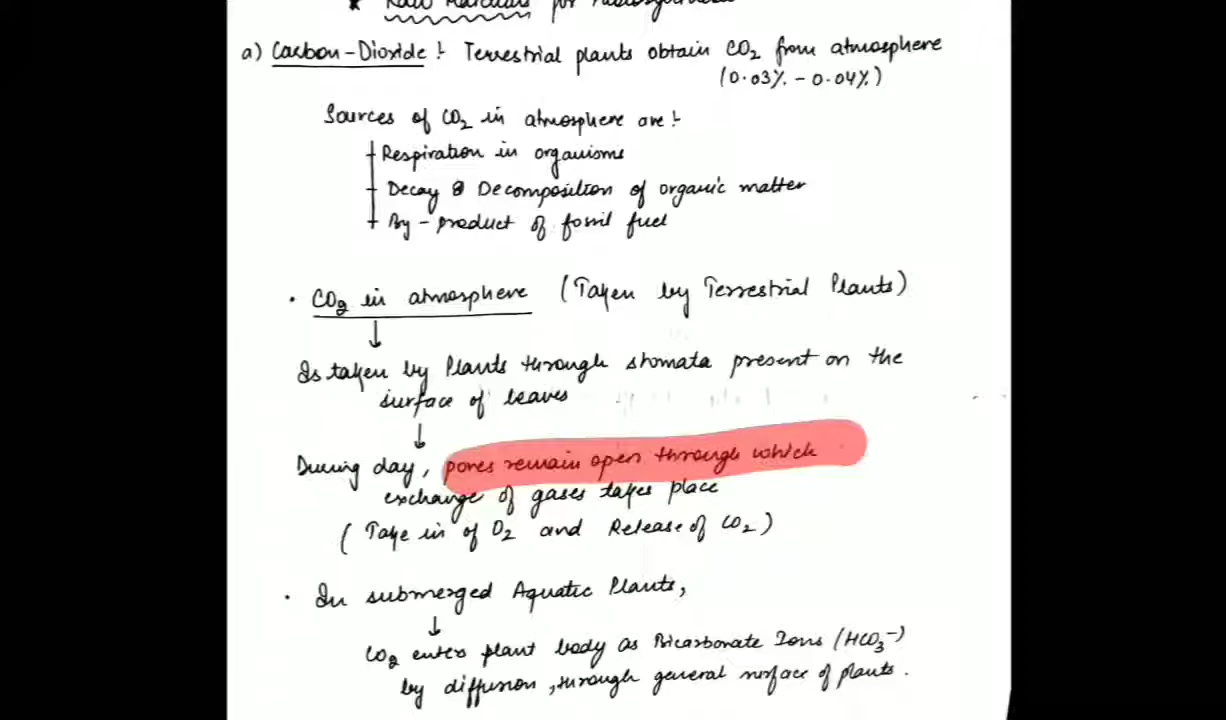 * Raw Materials for Photosynthesis
a) Carbon-Dioxide :- Terrestrial plants obtain CO₂ from atmosphere
(0.03% - 0.04%)
Sources of CO₂ in atmosphere are :-
Respiration in organisms
Decay & Decomposition of organic matter
By-product of fossil fuel
• CO₂ in atmosphere (Taken by Terrestrial Plants)
↓
Is taken by Plants through stomata present on the
surface of leaves
↓
During day, pores remain open through which
exchange of gases takes place
(Take in of O₂ and Release of CO₂)
• In submerged Aquatic Plants,
↓
CO₂ enters plant body as Bicarbonate Ions (HCO₃⁻)
by diffusion, through general surface of plants.